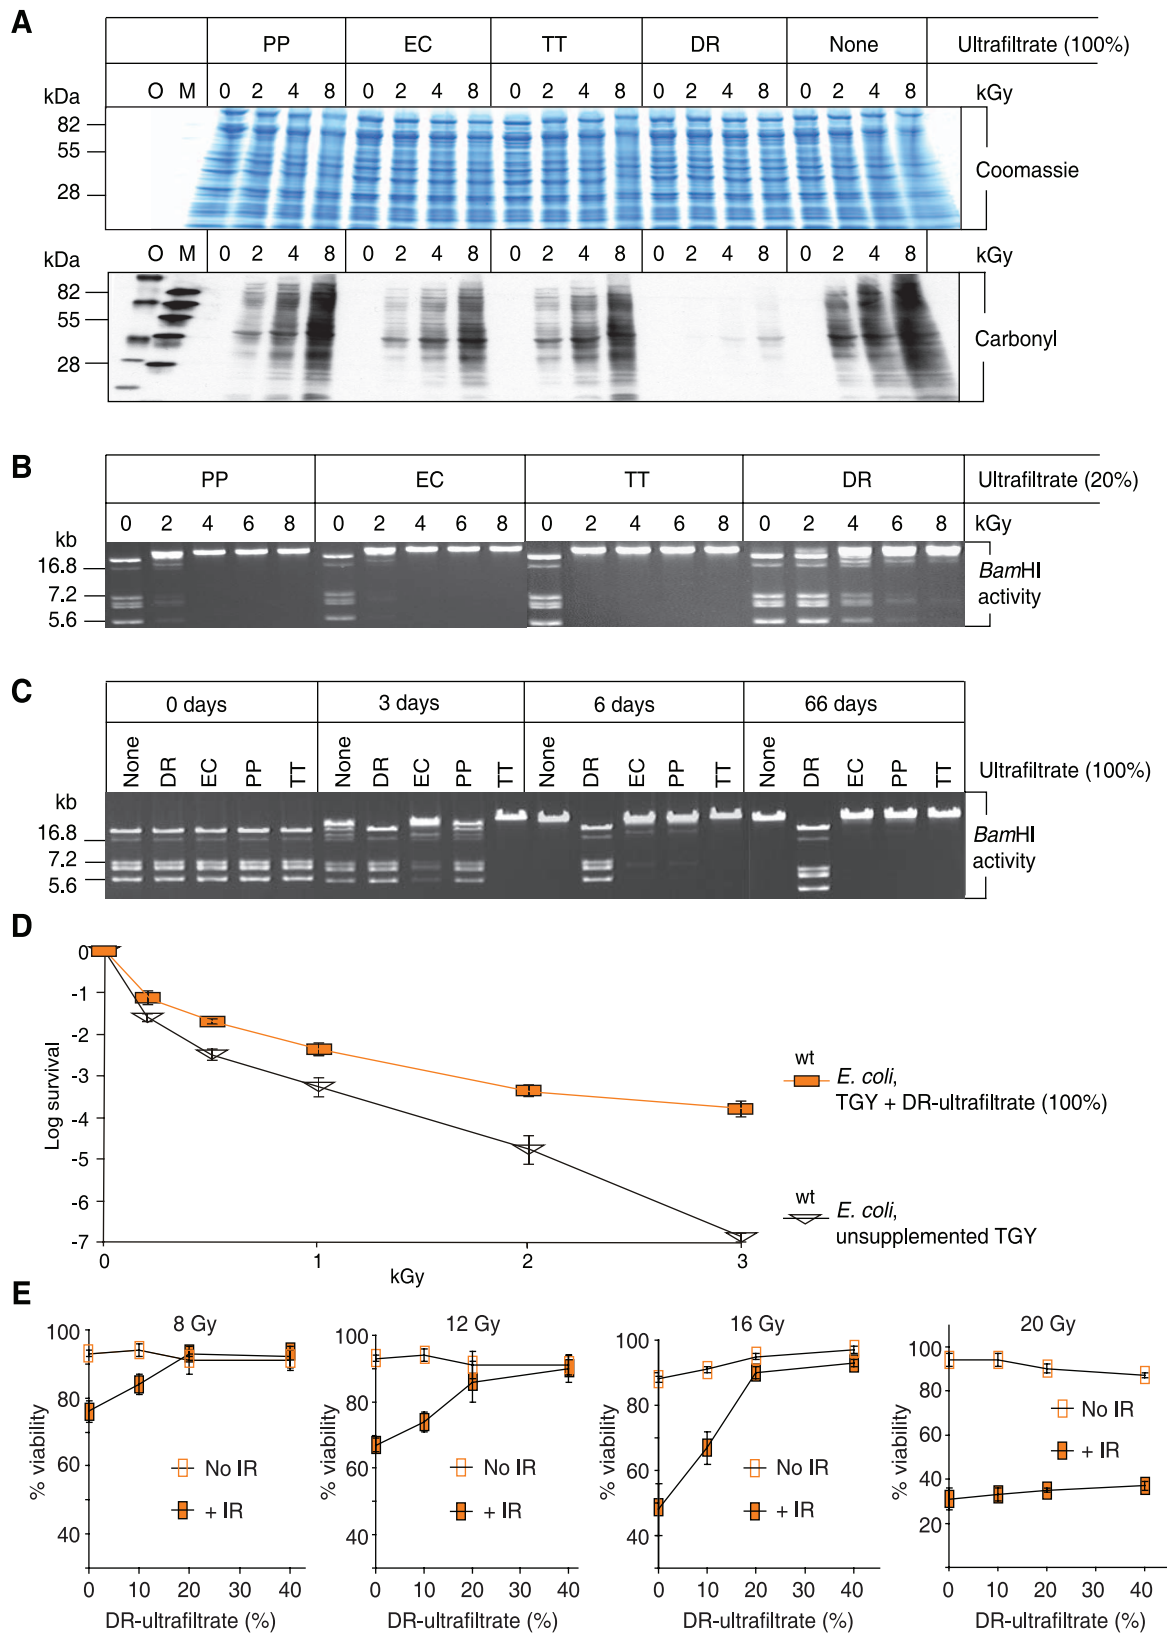 A
PP EC TT DR None Ultrafiltrate (100%)
kDa O M 0 2 4 8 0 2 4 8 0 2 4 8 0 2 4 8 0 2 4 8 kGy
82
55
28
Coomassie
kDa O M 0 2 4 8 0 2 4 8 0 2 4 8 0 2 4 8 0 2 4 8 kGy
82
55
28
Carbonyl
B
PP EC TT DR Ultrafiltrate (20%)
0 2 4 6 8 0 2 4 6 8 0 2 4 6 8 0 2 4 6 8 kGy
kb
16.8
7.2
5.6
BamHI
activity
C
0 days 3 days 6 days 66 days
None DR EC PP TT None DR EC PP TT None DR EC PP TT None DR EC PP TT Ultrafiltrate (100%)
kb
16.8
7.2
5.6
BamHI
activity
D
Log survival
0
-1
-2
-3
-4
-5
-6
-7
0 1 2 3
kGy
wt
E. coli,
TGY + DR-ultrafiltrate (100%)
wt
E. coli,
unsupplemented TGY
E
8 Gy
% viability
100
80
60
40
No IR
+ IR
0 10 20 30 40
DR-ultrafiltrate (%)
12 Gy
% viability
100
80
60
40
No IR
+ IR
0 10 20 30 40
DR-ultrafiltrate (%)
16 Gy
% viability
100
80
60
40
No IR
+ IR
0 10 20 30 40
DR-ultrafiltrate (%)
20 Gy
% viability
100
80
60
40
20
No IR
+ IR
0 10 20 30 40
DR-ultrafiltrate (%)